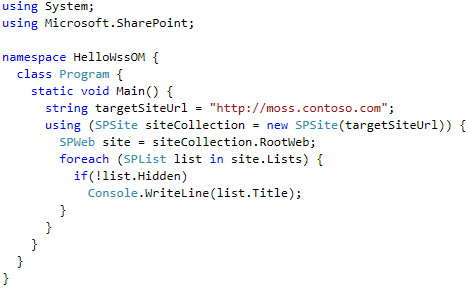 using System;
using Microsoft.SharePoint;

namespace HelloWssOM {
  class Program {
    static void Main() {
      string targetSiteUrl = "http://moss.contoso.com";
      using (SPSite siteCollection = new SPSite(targetSiteUrl)) {
        SPWeb site = siteCollection.RootWeb;
        foreach (SPList list in site.Lists) {
          if(!list.Hidden)
            Console.WriteLine(list.Title);
        }
      }
    }
  }
}